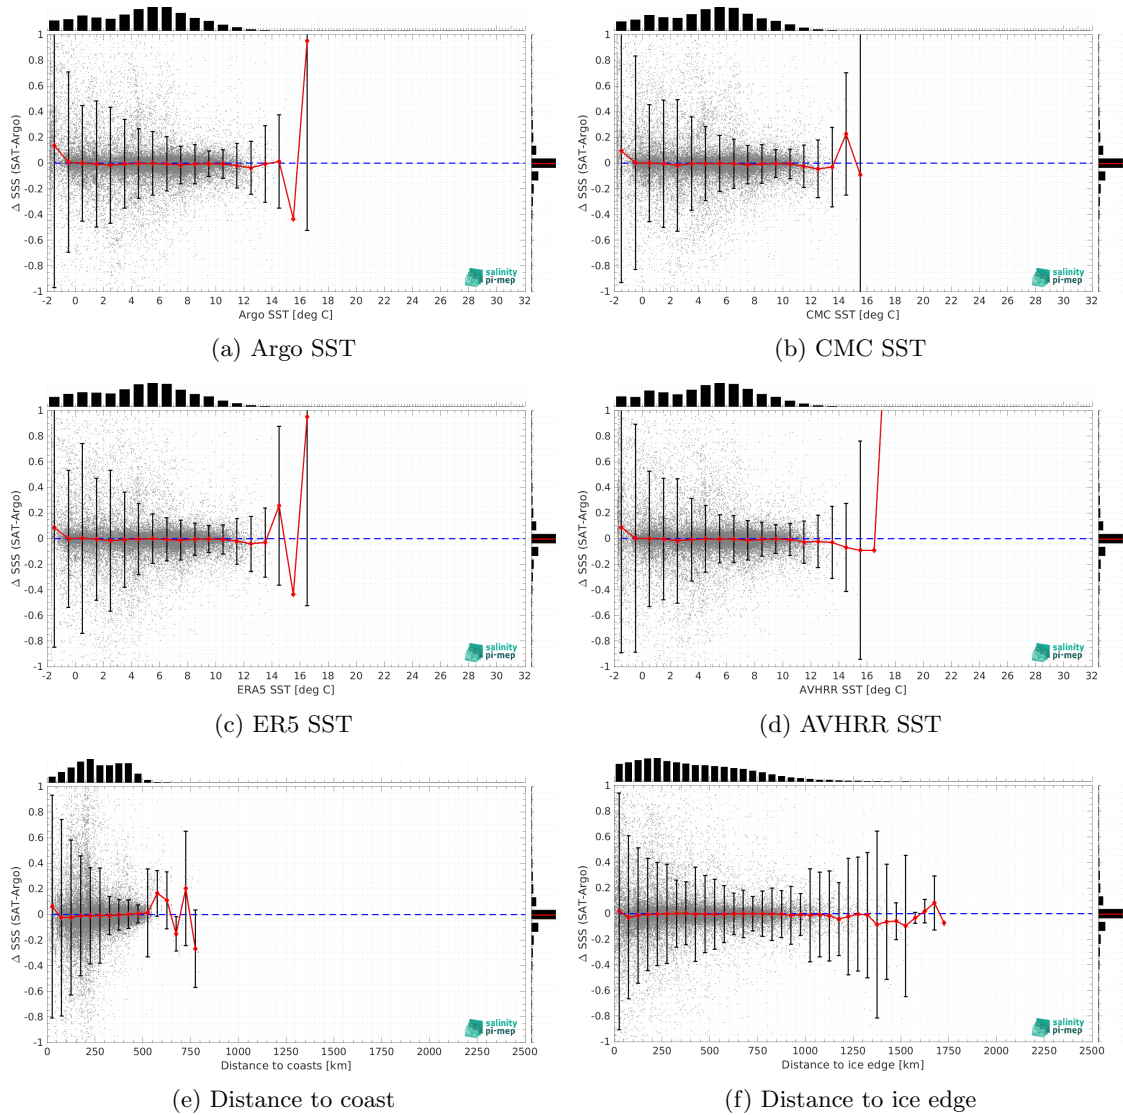 1
0.8
0.6
0.4
0.2
0
-0.2
-0.4
-0.6
-0.8
-1
Δ SSS (SAT-Argo)
salinity
pi-mep
-2 0 2 4 6 8 10 12 14 16 18 20 22 24 26 28 30 32
Argo SST [deg C]
(a) Argo SST
1
0.8
0.6
0.4
0.2
0
-0.2
-0.4
-0.6
-0.8
-1
Δ SSS (SAT-Argo)
salinity
pi-mep
-2 0 2 4 6 8 10 12 14 16 18 20 22 24 26 28 30 32
CMC SST [deg C]
(b) CMC SST
1
0.8
0.6
0.4
0.2
0
-0.2
-0.4
-0.6
-0.8
-1
Δ SSS (SAT-Argo)
salinity
pi-mep
-2 0 2 4 6 8 10 12 14 16 18 20 22 24 26 28 30 32
ERA5 SST [deg C]
(c) ER5 SST
1
0.8
0.6
0.4
0.2
0
-0.2
-0.4
-0.6
-0.8
-1
Δ SSS (SAT-Argo)
salinity
pi-mep
-2 0 2 4 6 8 10 12 14 16 18 20 22 24 26 28 30 32
AVHRR SST [deg C]
(d) AVHRR SST
1
0.8
0.6
0.4
0.2
0
-0.2
-0.4
-0.6
-0.8
-1
Δ SSS (SAT-Argo)
salinity
pi-mep
0 250 500 750 1000 1250 1500 1750 2000 2250 2500
Distance to coasts [km]
(e) Distance to coast
1
0.8
0.6
0.4
0.2
0
-0.2
-0.4
-0.6
-0.8
-1
Δ SSS (SAT-Argo)
salinity
pi-mep
0 250 500 750 1000 1250 1500 1750 2000 2250 2500
Distance to ice edge [km]
(f) Distance to ice edge